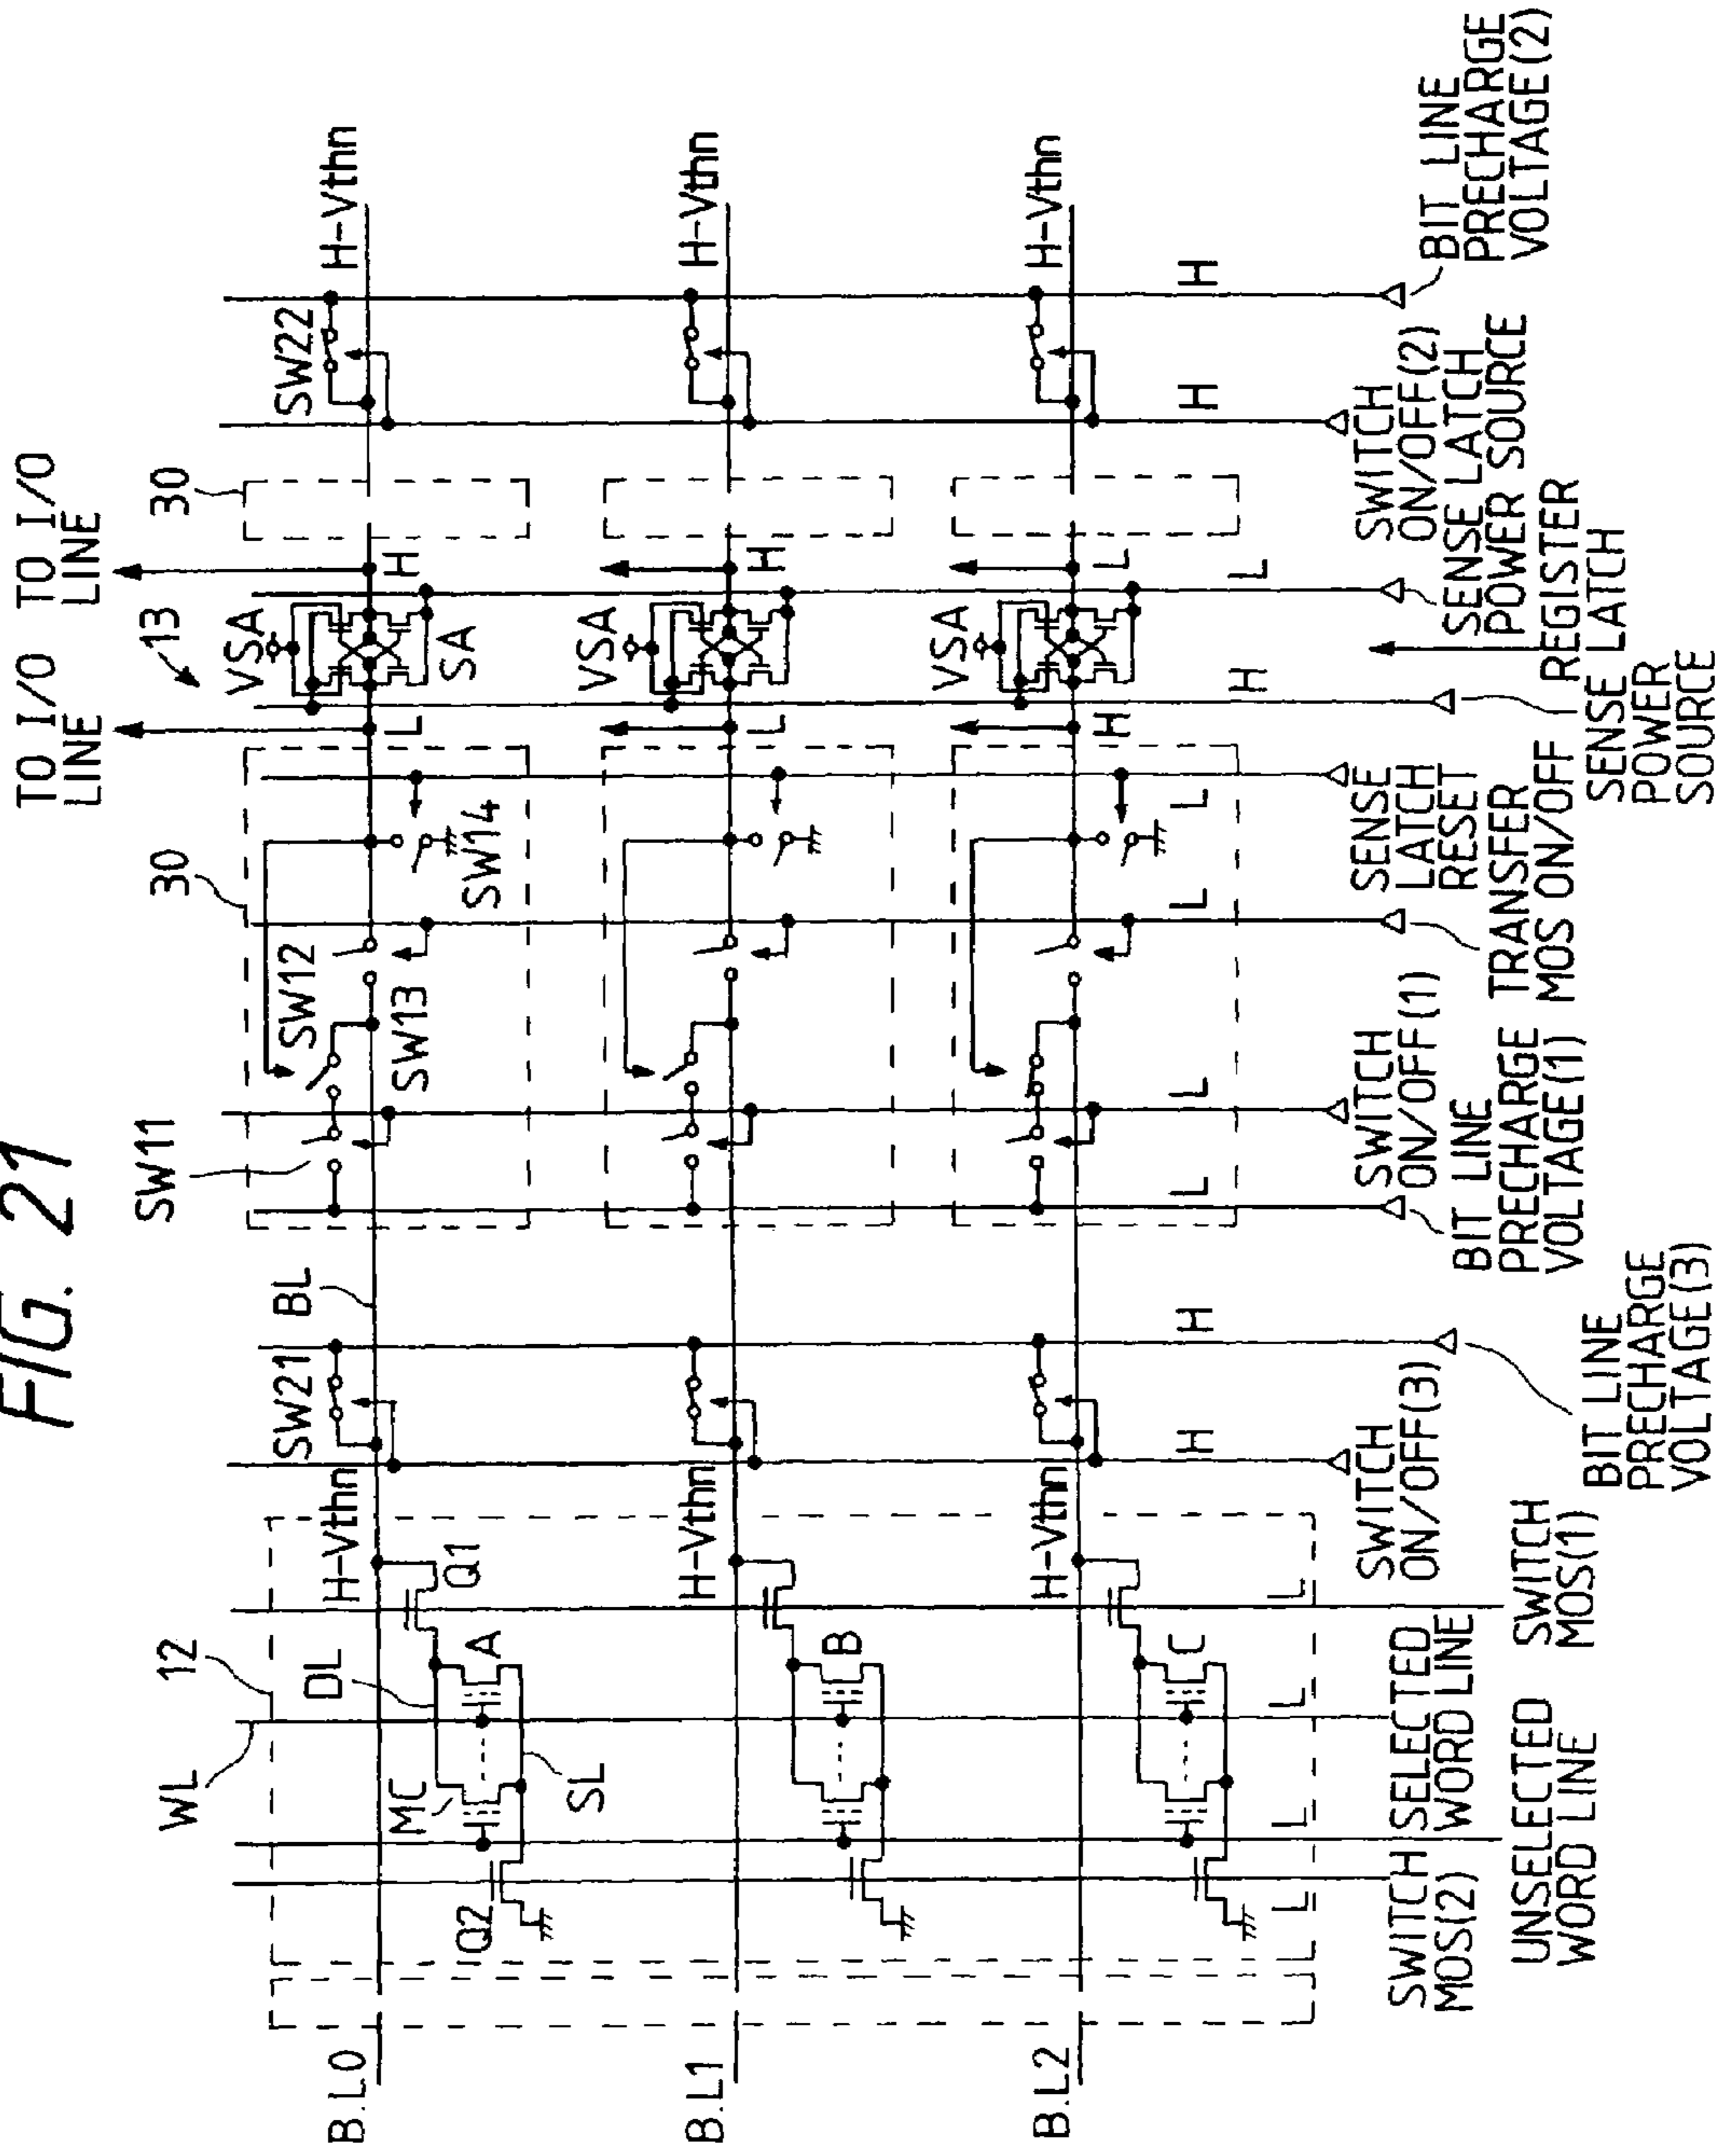 FIG. 21
TO I/O
LINE
TO I/O
LINE
13
30
30
SW11
12
WL
DL
MC
A
SL
Q1
Q2
H-Vthn
SW21
BL
SW12
SW13
SW14
VSA
SA
L
H
SW22
H-Vthn
B.L0
B
H-Vthn
VSA
L
H
H-Vthn
B.L1
C
H-Vthn
VSA
H
L
H-Vthn
B.L2
L
L
L
L
H
H
L
L
L
L
H
L
H
H
SWITCH
MOS(2)
UNSELECTED
WORD LINE
SELECTED
WORD LINE
SWITCH
MOS(1)
SWITCH
ON/OFF(3)
BIT LINE
PRECHARGE
VOLTAGE(3)
BIT LINE
PRECHARGE
VOLTAGE(1)
SWITCH
ON/OFF(1)
TRANSFER
MOS ON/OFF
SENSE
LATCH
RESET
SENSE LATCH
POWER
SOURCE
REGISTER
SENSE LATCH
POWER SOURCE
SWITCH
ON/OFF(2)
BIT LINE
PRECHARGE
VOLTAGE(2)